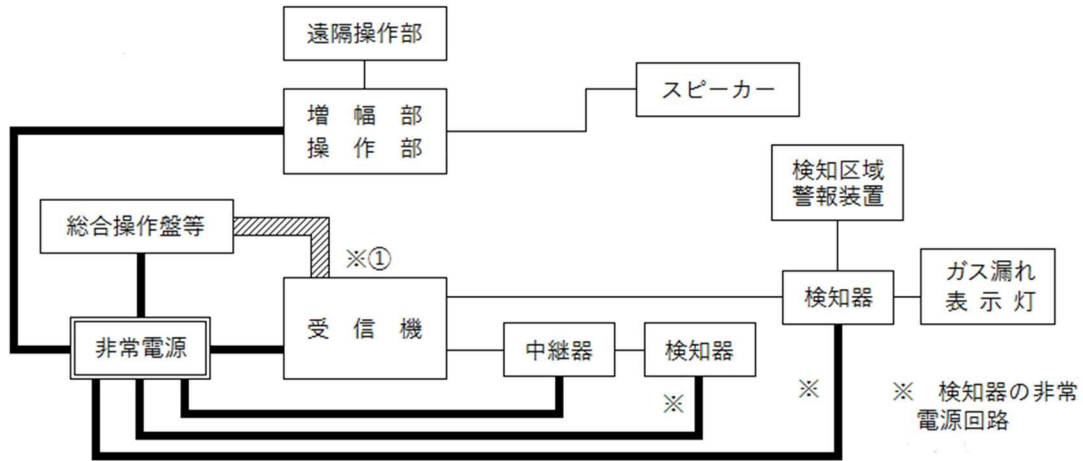 遠隔操作部
増 幅 部
操 作 部
スピーカー
検知区域
警報装置
総合操作盤等
※①
受 信 機
検知器
ガス漏れ
表 示 灯
非常電源
中継器
検知器
※
※
※ 検知器の非常
電源回路